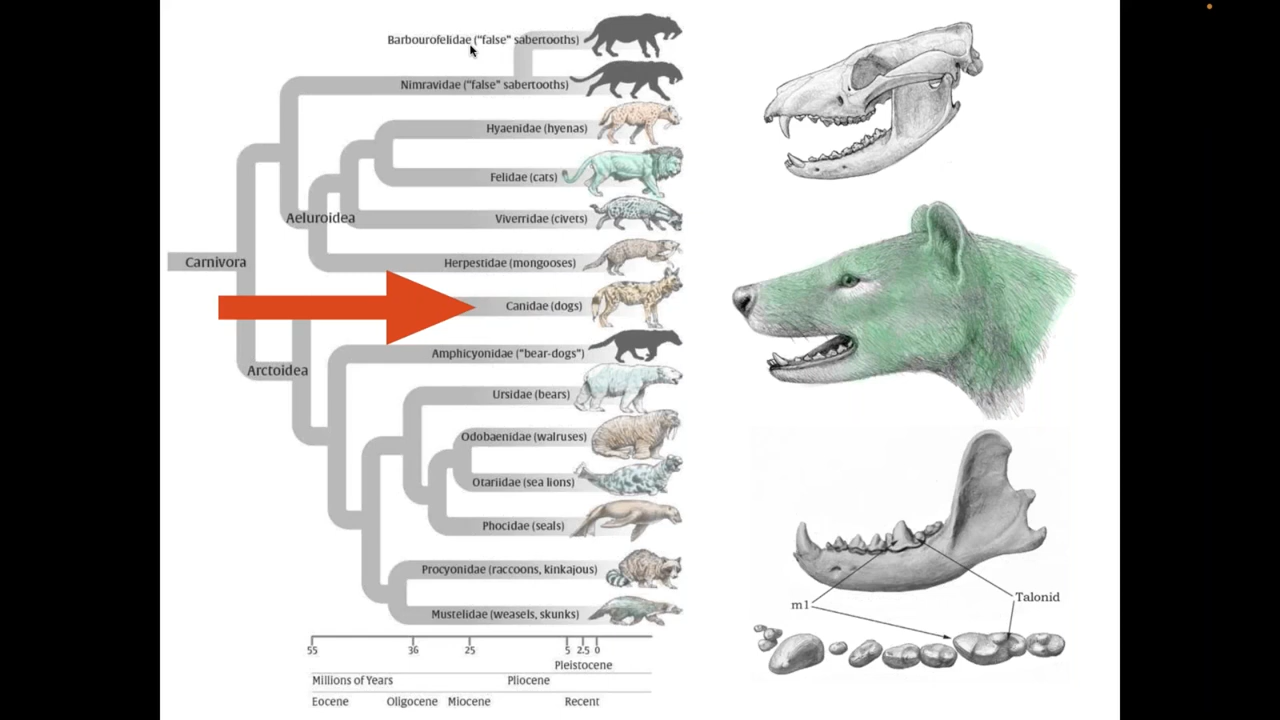 Barbourofelidae ("false" sabertooths)
Nimravidae ("false" sabertooths)
Hyaenidae (hyenas)
Felidae (cats)
Aeluroidea
Viverridae (civets)
Carnivora
Herpestidae (mongooses)
Canidae (dogs)
Amphicyonidae ("bear-dogs")
Arctoidea
Ursidae (bears)
Odobaenidae (walruses)
Otariidae (sea lions)
Phocidae (seals)
Procyonidae (raccoons, kinkajous)
Mustelidae (weasels, skunks)
55 36 25 5 2.5 0
Pleistocene
Millions of Years Pliocene
Eocene Oligocene Miocene Recent
m1 Talonid